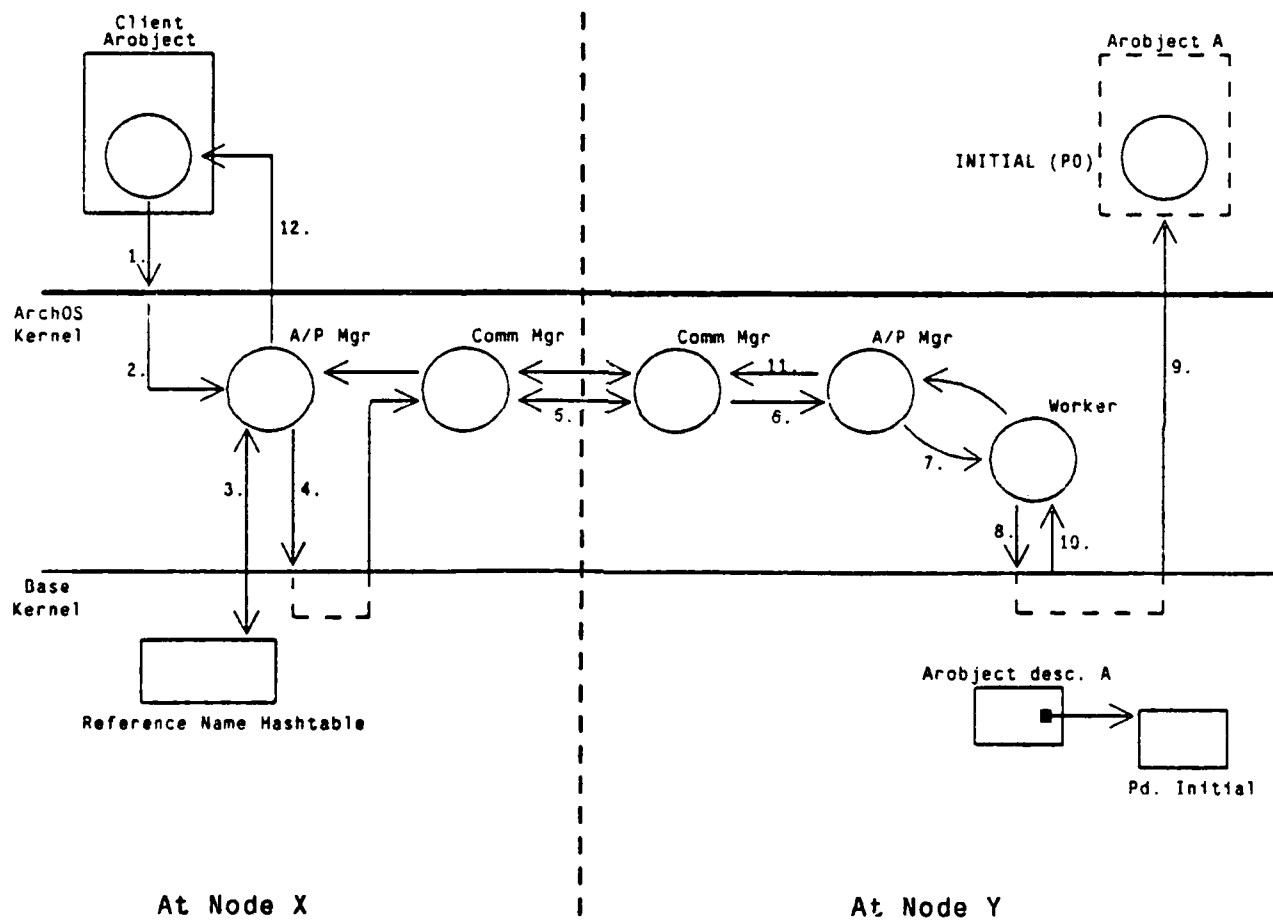 Client
Arobject
Arobject A
INITIAL (P0)
12.
1.
ArchOS
Kernel
A/P Mgr
Comm Mgr
Comm Mgr
A/P Mgr
2.
11.
9.
5.
6.
Worker
7.
3.
4.
8.
10.
Base
Kernel
Reference Name Hashtable
Arobject desc. A
Pd. Initial
At Node X
At Node Y